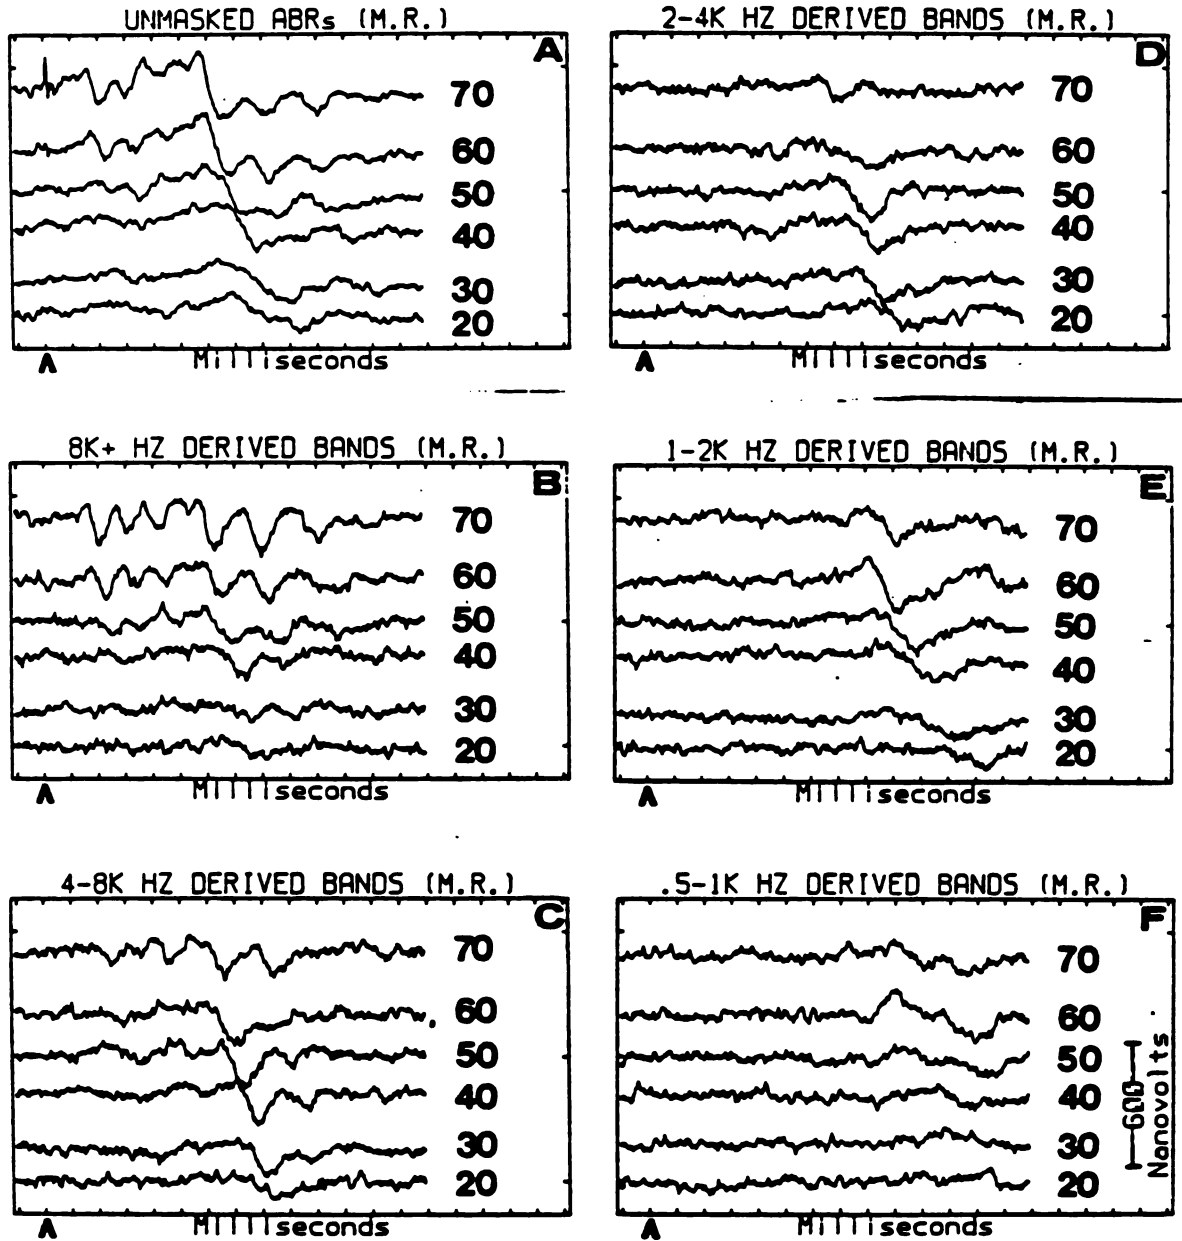 UNMASKED ABRs (M.R.)
A
70
60
50
40
30
20
Milliseconds
2-4K HZ DERIVED BANDS (M.R.)
D
70
60
50
40
30
20
Milliseconds
8K+ HZ DERIVED BANDS (M.R.)
B
70
60
50
40
30
20
Milliseconds
1-2K HZ DERIVED BANDS (M.R.)
E
70
60
50
40
30
20
Milliseconds
4-8K HZ DERIVED BANDS (M.R.)
C
70
60
50
40
30
20
Milliseconds
.5-1K HZ DERIVED BANDS (M.R.)
F
70
60
50
40
30
20
600
Nanovolts
Milliseconds